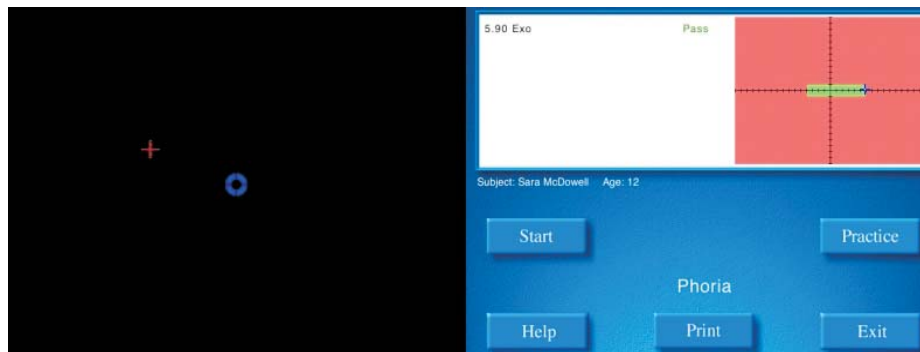 5.90 Exo Pass
Subject: Sara McDowell Age: 12
Start Practice
Phoria
Help Print Exit